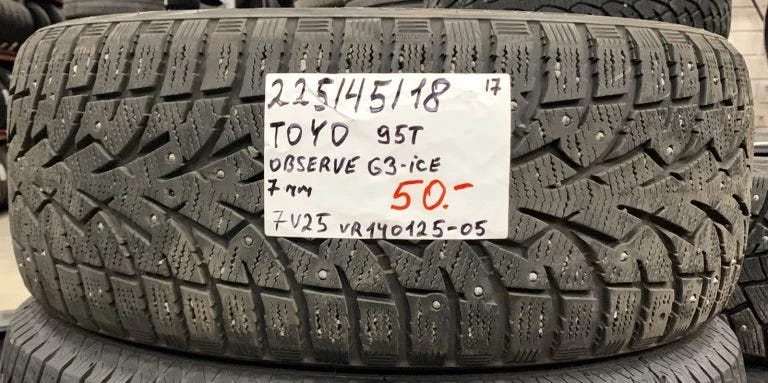 225/45/18 17
TOYO 95T
OBSERVE G3-iCE
7 mm 50.-
7V25 VR140125-05